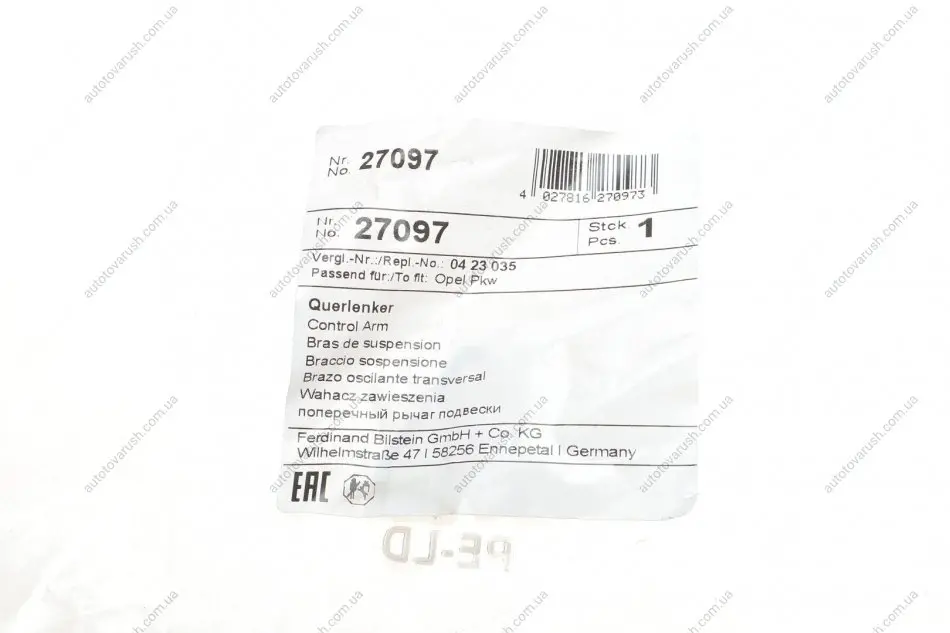 Nr.
No. 27097
4 027816 270973
Nr.
No. 27097
Stck.
Pcs. 1
Vergl.-Nr.:/Repl.-No.: 04 23 035
Passend für:/To fit: Opel Pkw
Querlenker
Control Arm
Bras de suspension
Braccio sospensione
Brazo oscilante transversal
Wahacz zawieszenia
поперечный рычаг подвески
Ferdinand Bilstein GmbH + Co. KG
Wilhelmstraße 47 | 58256 Ennepetal | Germany
EAC
PE-LD
autotovarush.com.ua